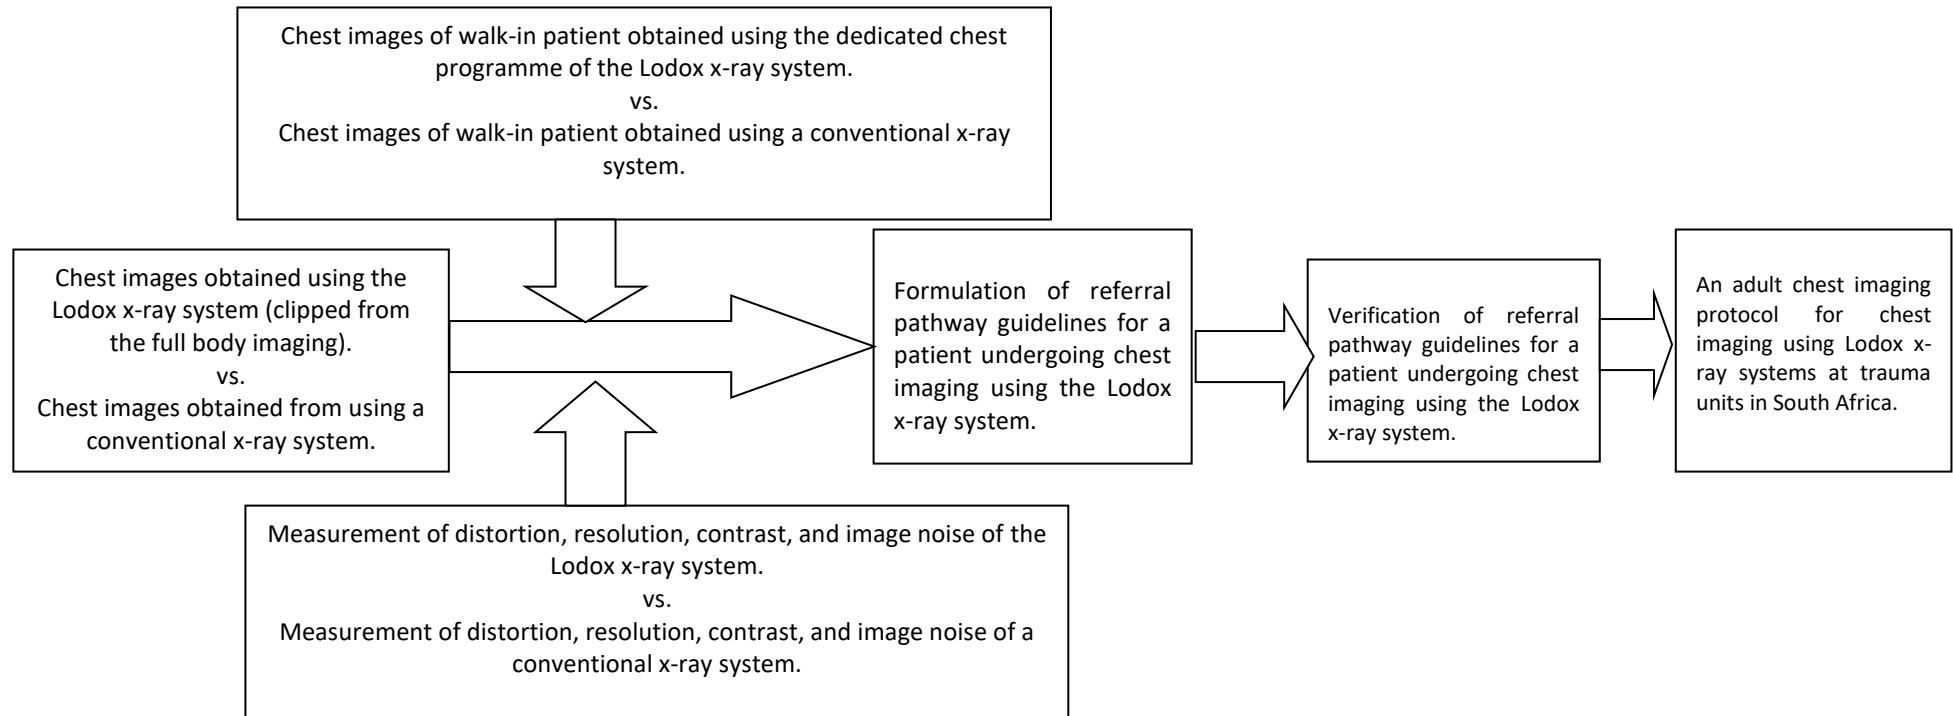 Chest images of walk-in patient obtained using the dedicated chest
programme of the Lodox x-ray system.
vs.
Chest images of walk-in patient obtained using a conventional x-ray
system.
Chest images obtained using the
Lodox x-ray system (clipped from
the full body imaging).
vs.
Chest images obtained from using a
conventional x-ray system.
Measurement of distortion, resolution, contrast, and image noise of the
Lodox x-ray system.
vs.
Measurement of distortion, resolution, contrast, and image noise of a
conventional x-ray system.
Formulation of referral
pathway guidelines for a
patient undergoing chest
imaging using the Lodox
x-ray system.
Verification of referral
pathway guidelines for a
patient undergoing chest
imaging using the Lodox
x-ray system.
An adult chest imaging
protocol for chest
imaging using Lodox x-
ray systems at trauma
units in South Africa.